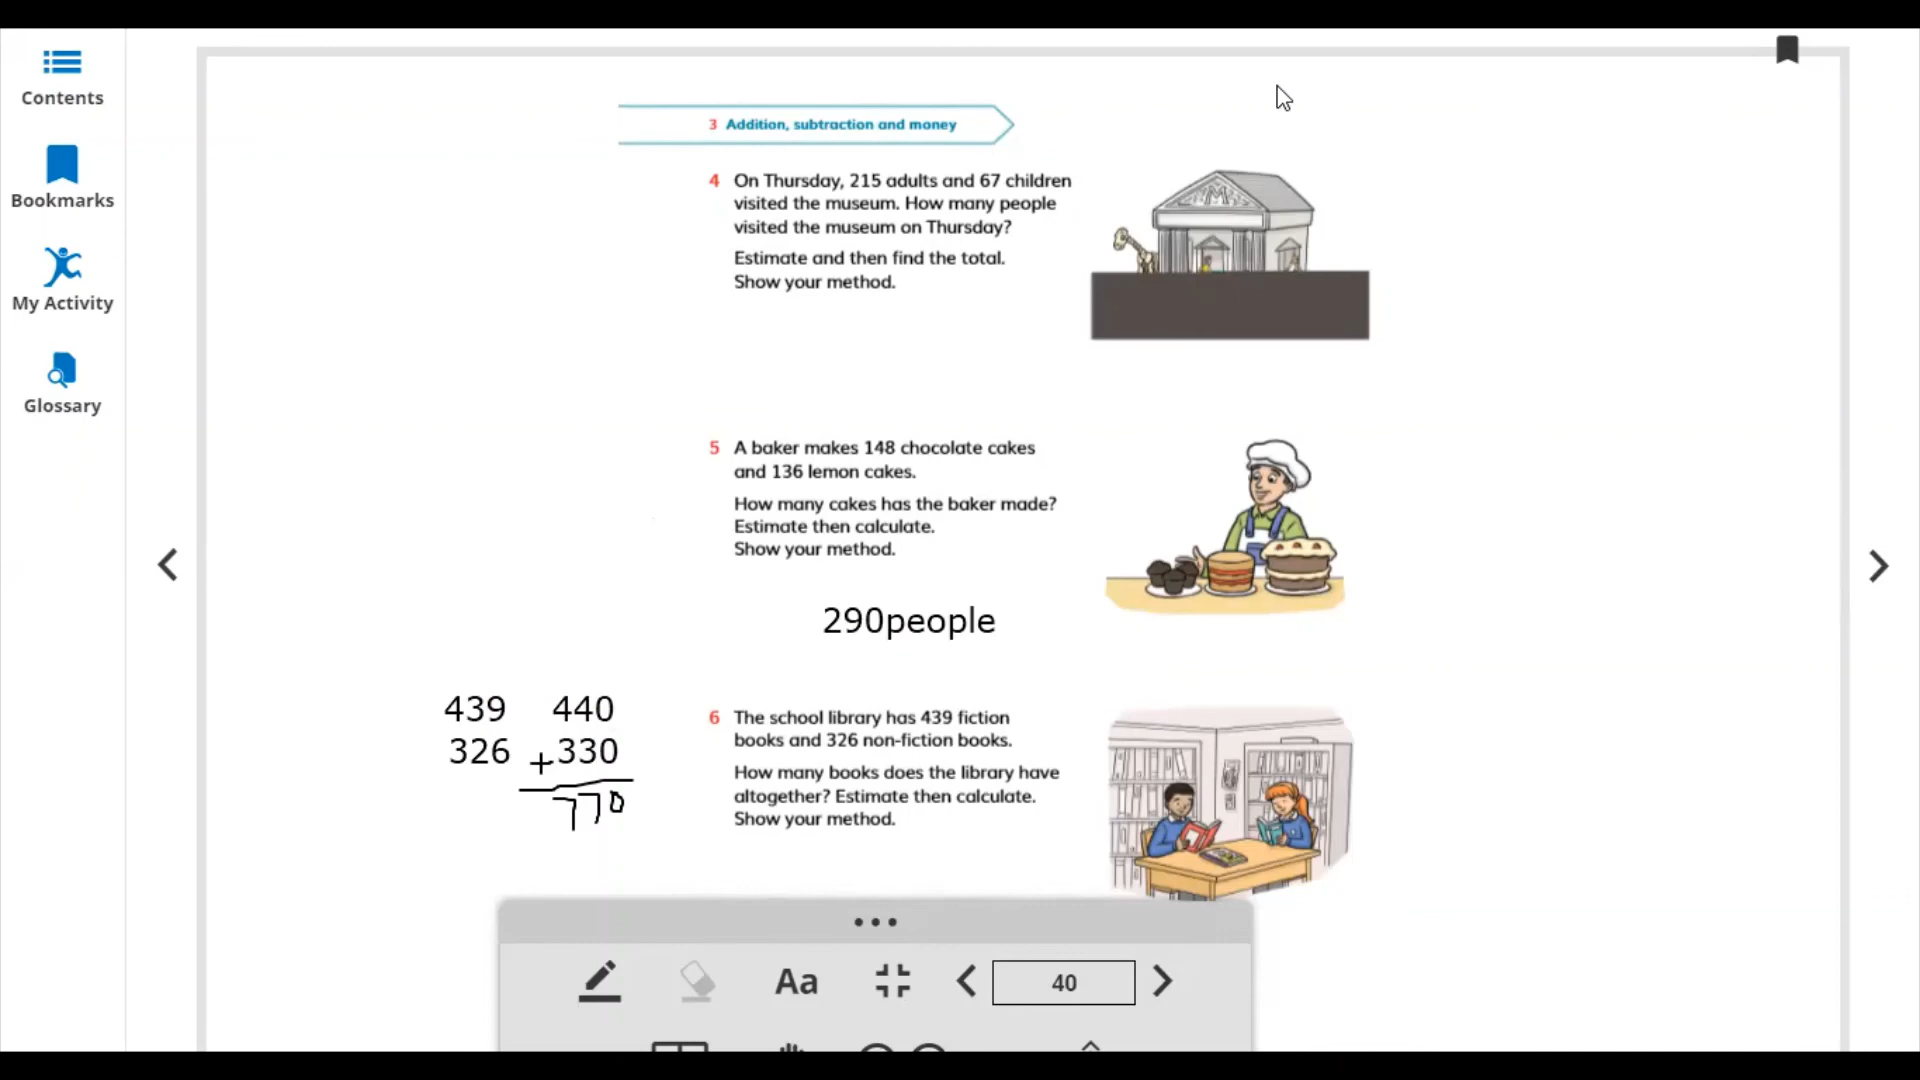 Contents
Bookmarks
My Activity
Glossary
3 Addition, subtraction and money
4 On Thursday, 215 adults and 67 children
visited the museum. How many people
visited the museum on Thursday?
Estimate and then find the total.
Show your method.
M
5 A baker makes 148 chocolate cakes
and 136 lemon cakes.
How many cakes has the baker made?
Estimate then calculate.
Show your method.
290people
439 440
326 +330
770
6 The school library has 439 fiction
books and 326 non-fiction books.
How many books does the library have
altogether? Estimate then calculate.
Show your method.
Aa
40